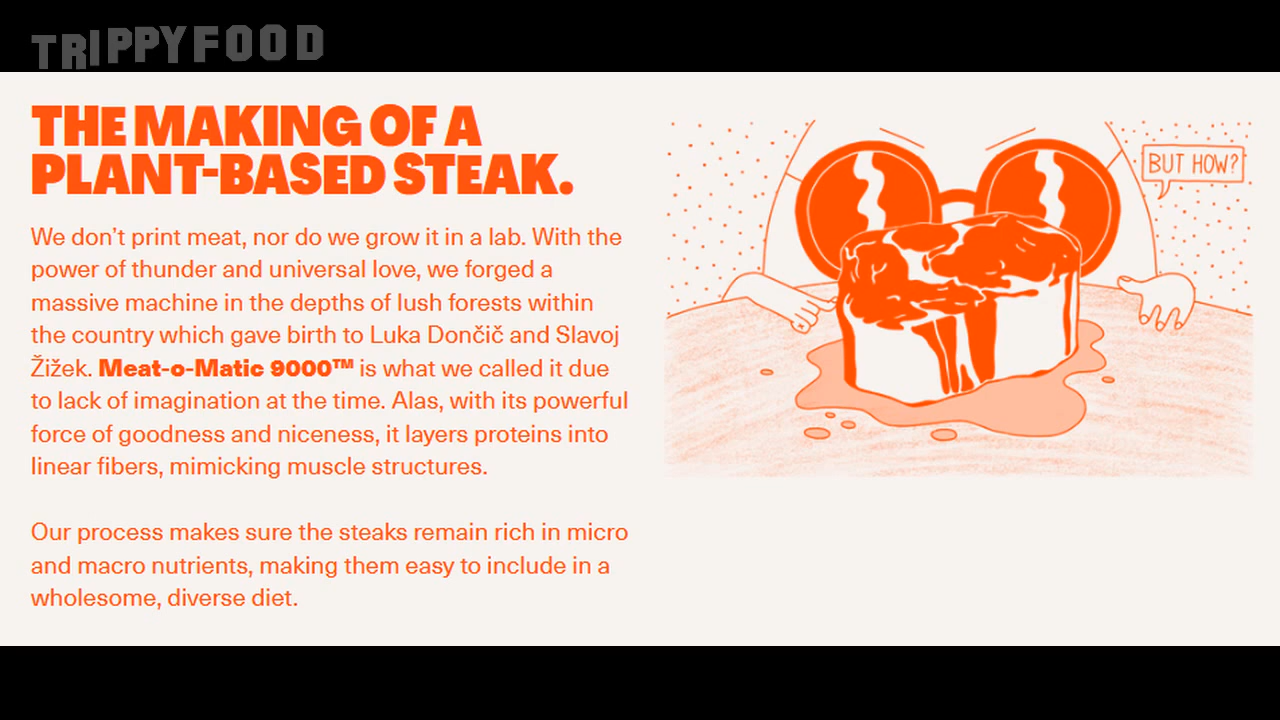 TRIPPYFOOD
THE MAKING OF A
PLANT-BASED STEAK.
We don’t print meat, nor do we grow it in a lab. With the
power of thunder and universal love, we forged a
massive machine in the depths of lush forests within
the country which gave birth to Luka Dončić and Slavoj
Žižek. Meat-o-Matic 9000™ is what we called it due
to lack of imagination at the time. Alas, with its powerful
force of goodness and niceness, it layers proteins into
linear fibers, mimicking muscle structures.
Our process makes sure the steaks remain rich in micro
and macro nutrients, making them easy to include in a
wholesome, diverse diet.
BUT HOW?